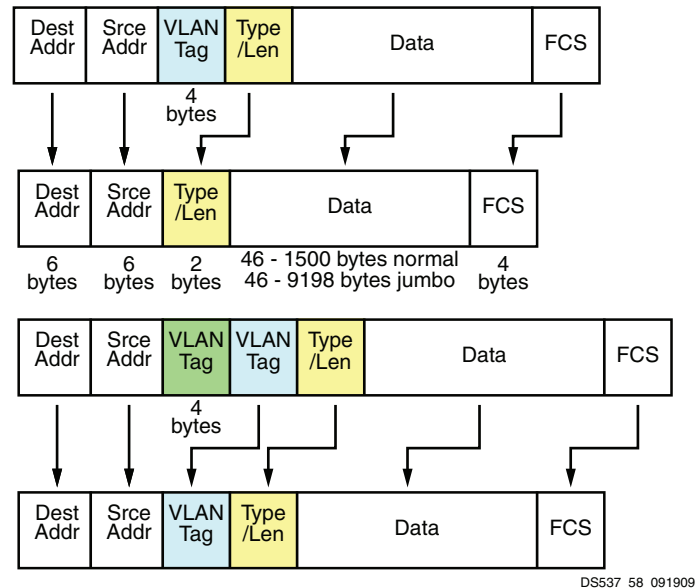 Dest Addr
Srce Addr
VLAN Tag
Type /Len
Data
FCS
4 bytes
Dest Addr
Srce Addr
Type /Len
Data
FCS
6 bytes
6 bytes
2 bytes
46 - 1500 bytes normal
46 - 9198 bytes jumbo
4 bytes
Dest Addr
Srce Addr
VLAN Tag
VLAN Tag
Type /Len
Data
FCS
4 bytes
Dest Addr
Srce Addr
VLAN Tag
Type /Len
Data
FCS
DS537_58_091909